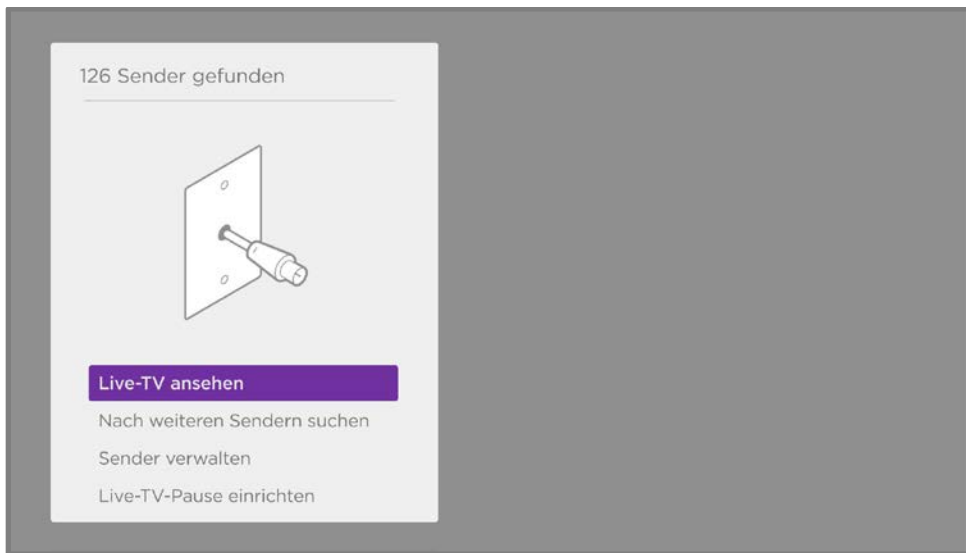 126 Sender gefunden
Live-TV ansehen
Nach weiteren Sendern suchen
Sender verwalten
Live-TV-Pause einrichten